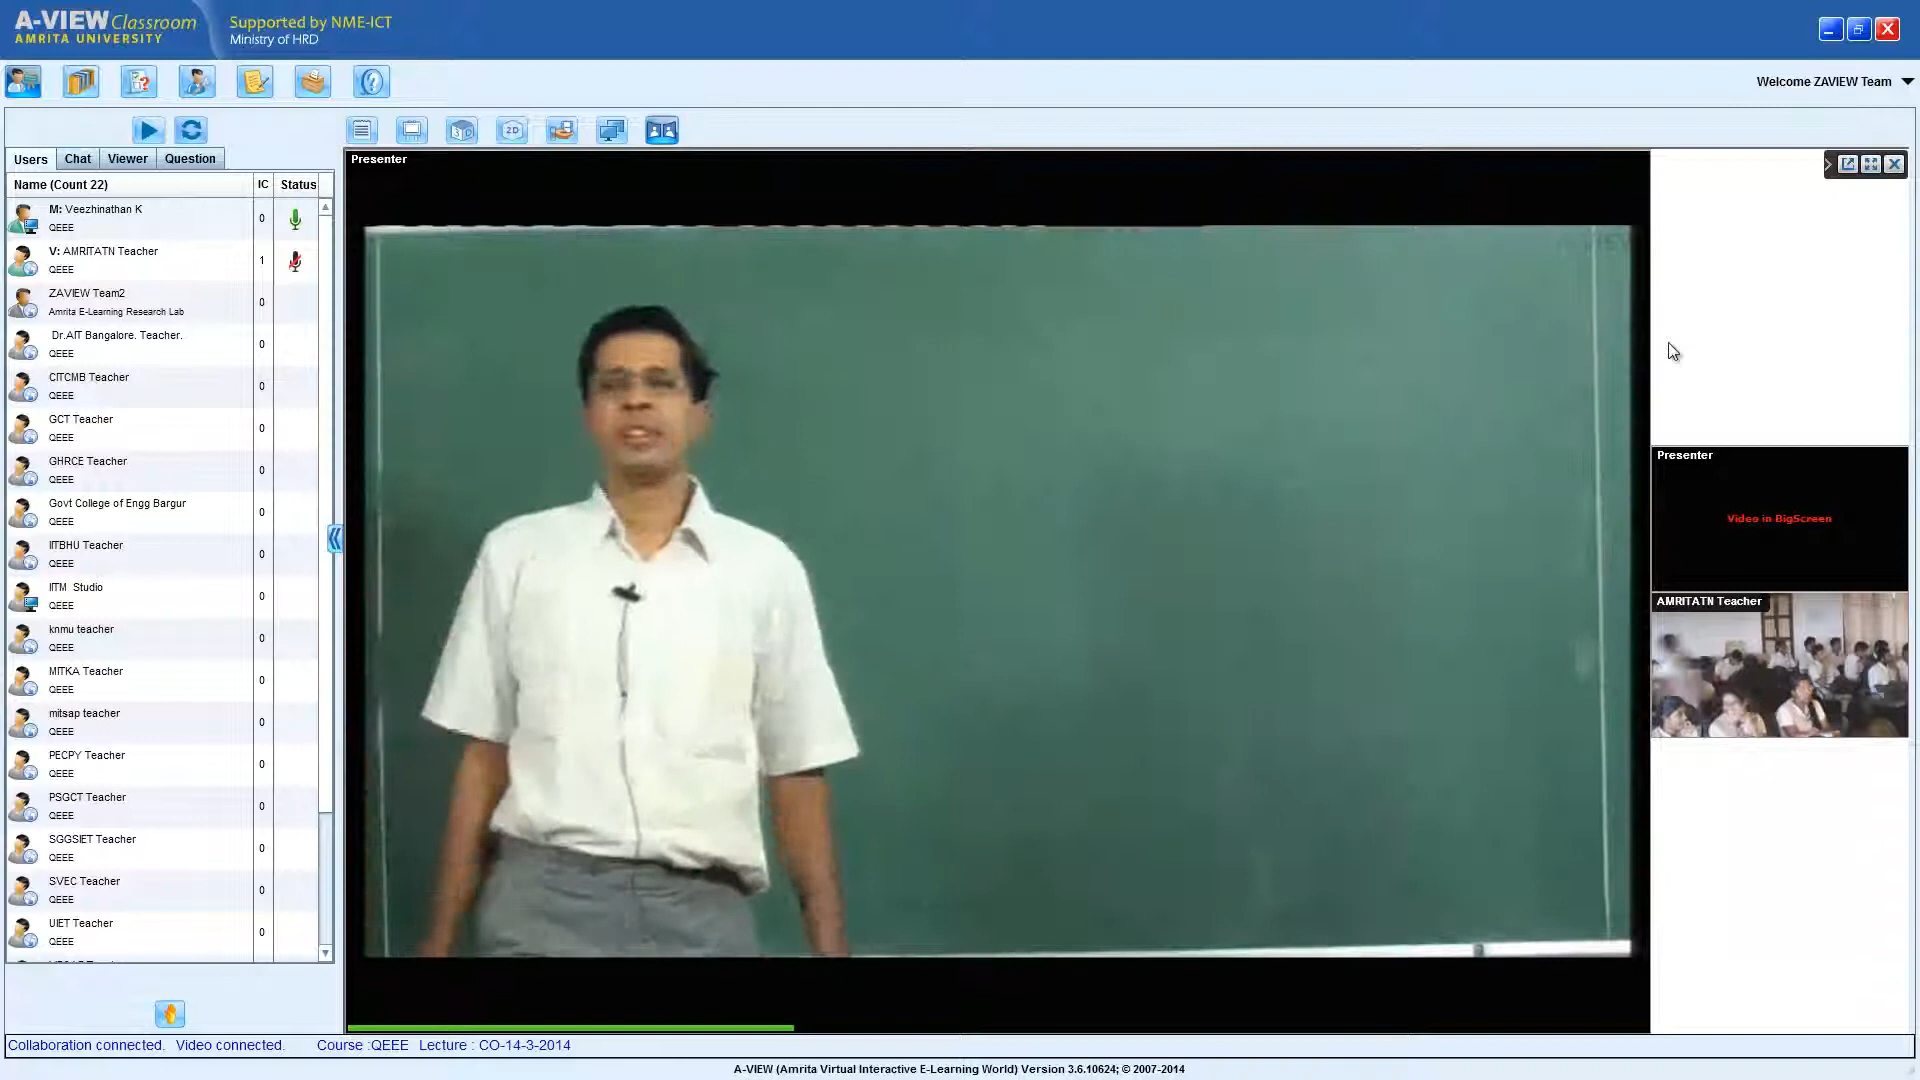 A-VIEW Classroom
AMRITA UNIVERSITY
Supported by NME-ICT
Ministry of HRD
Welcome ZAVIEW Team
3D
2D
Users
Chat
Viewer
Question
Name (Count 22)
IC
Status
M: Veezhinathan K
QEEE
0
V: AMRITATN Teacher
QEEE
1
ZAVIEW Team2
Amrita E-Learning Research Lab
0
Dr.AIT Bangalore. Teacher.
QEEE
0
CITCMB Teacher
QEEE
0
GCT Teacher
QEEE
0
GHRCE Teacher
QEEE
0
Govt College of Engg Bargur
QEEE
0
IITBHU Teacher
QEEE
0
IITM Studio
QEEE
0
knmu teacher
QEEE
0
MITKA Teacher
QEEE
0
mitsap teacher
QEEE
0
PECPY Teacher
QEEE
0
PSGCT Teacher
QEEE
0
SGGSIET Teacher
QEEE
0
SVEC Teacher
QEEE
0
UIET Teacher
QEEE
0
Presenter
A-VIEW
Presenter
Video in BigScreen
AMRITATN Teacher
Collaboration connected. Video connected. Course :QEEE Lecture : CO-14-3-2014
A-VIEW (Amrita Virtual Interactive E-Learning World) Version 3.6.10624; © 2007-2014